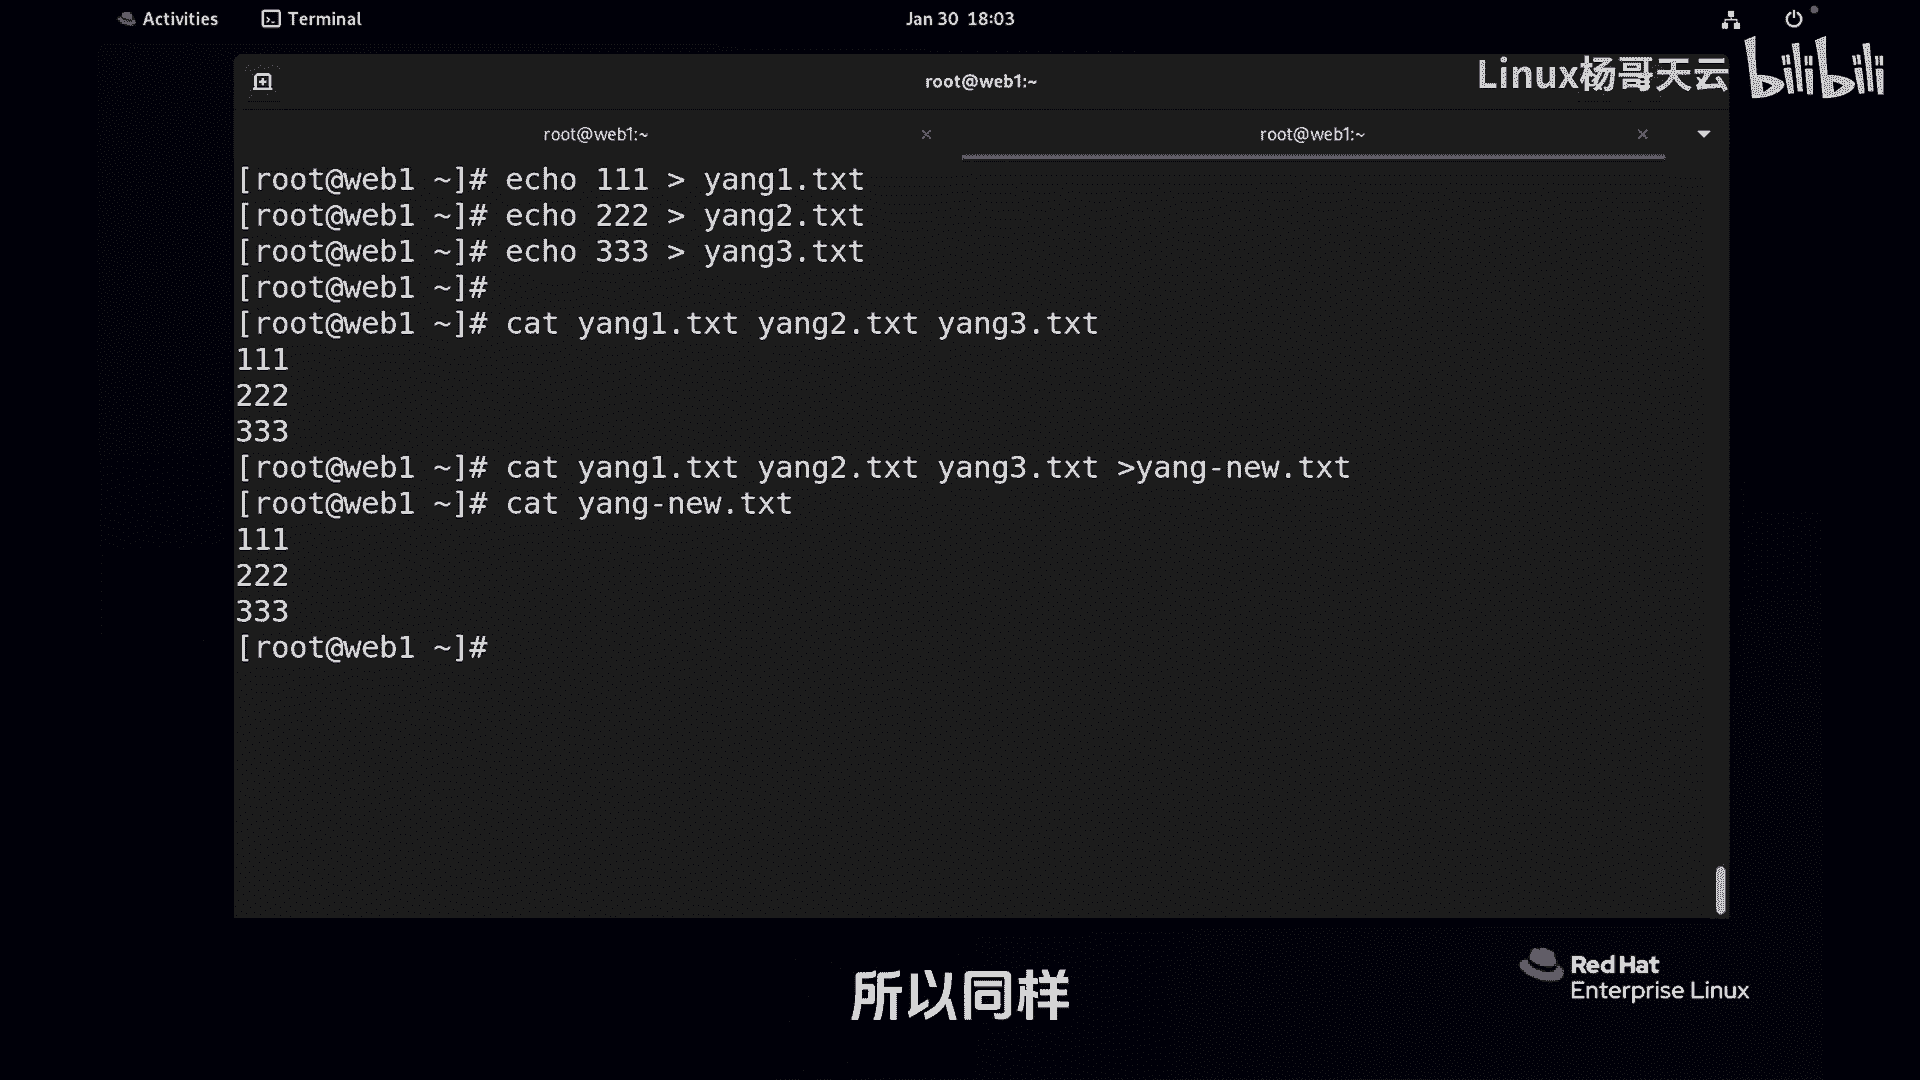 Activities Terminal Jan 30 18:03
root@web1:~
Linux杨哥天云 bilibili
root@web1:~ root@web1:~
[root@web1 ~]# echo 111 > yang1.txt
[root@web1 ~]# echo 222 > yang2.txt
[root@web1 ~]# echo 333 > yang3.txt
[root@web1 ~]#
[root@web1 ~]# cat yang1.txt yang2.txt yang3.txt
111
222
333
[root@web1 ~]# cat yang1.txt yang2.txt yang3.txt >yang-new.txt
[root@web1 ~]# cat yang-new.txt
111
222
333
[root@web1 ~]#
Red Hat
Enterprise Linux
所以同样